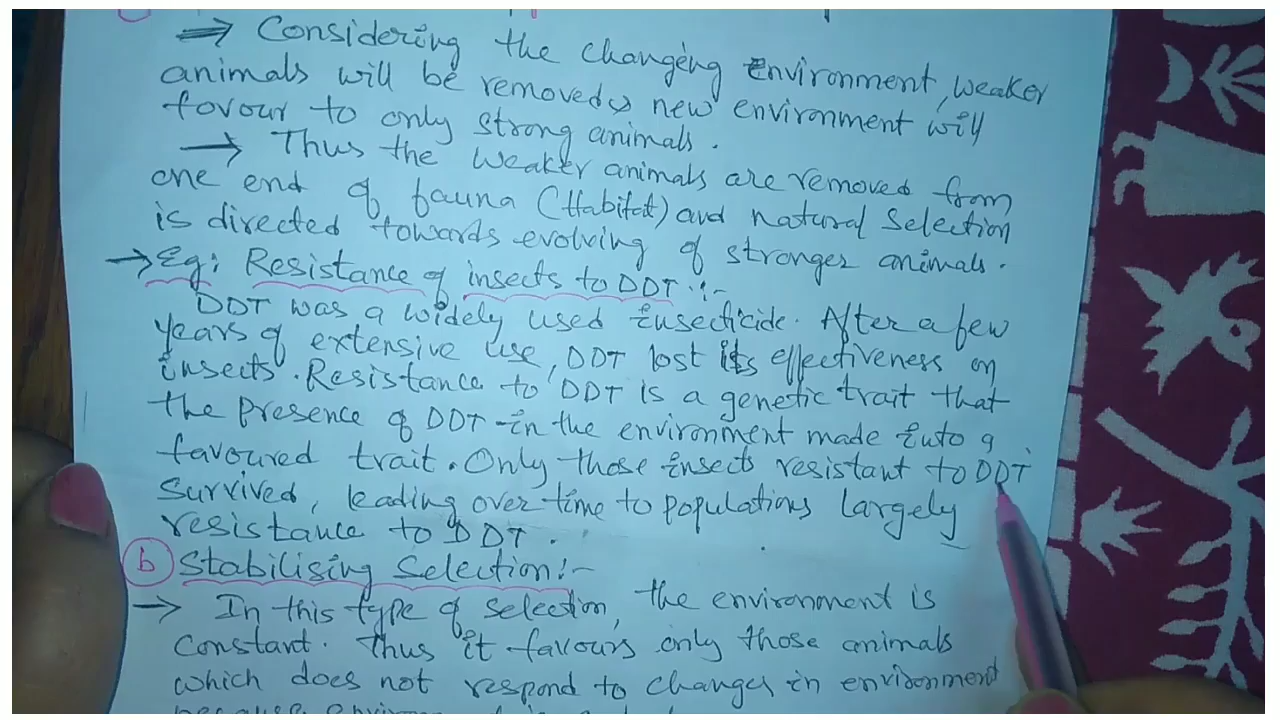 ⇒ Considering the changing Environment, weaker
animals will be removed & new environment will
favour to only strong animals.
→ Thus the weaker animals are removed from
one end of fauna (Habitat) and natural selection
is directed towards evolving of stronger animals.
→ Eg: Resistance of insects to DDT :-
DDT was a widely used insecticide. After a few
years of extensive use, DDT lost its effectiveness on
insects. Resistance to DDT is a genetic trait that
the presence of DDT in the environment made into a
favoured trait. Only those insects resistant to DDT
survived, leading over time to populations largely
resistance to DDT.
b Stabilising Selection:-
→ In this type of selection, the environment is
constant. Thus it favours only those animals
which does not respond to changes in environment